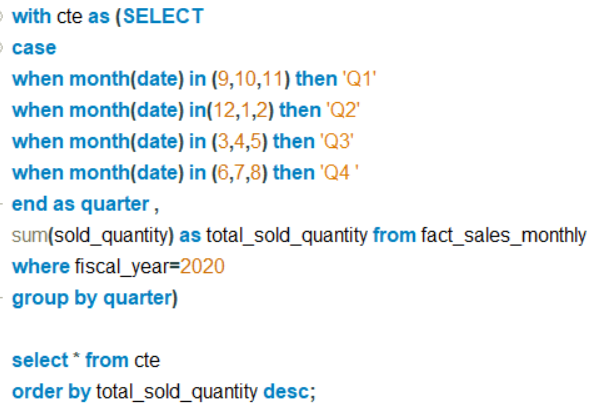 with cte as (SELECT
case
when month(date) in (9,10,11) then 'Q1'
when month(date) in(12,1,2) then 'Q2'
when month(date) in (3,4,5) then 'Q3'
when month(date) in (6,7,8) then 'Q4 '
end as quarter ,
sum(sold_quantity) as total_sold_quantity from fact_sales_monthly
where fiscal_year=2020
group by quarter)
select * from cte
order by total_sold_quantity desc;